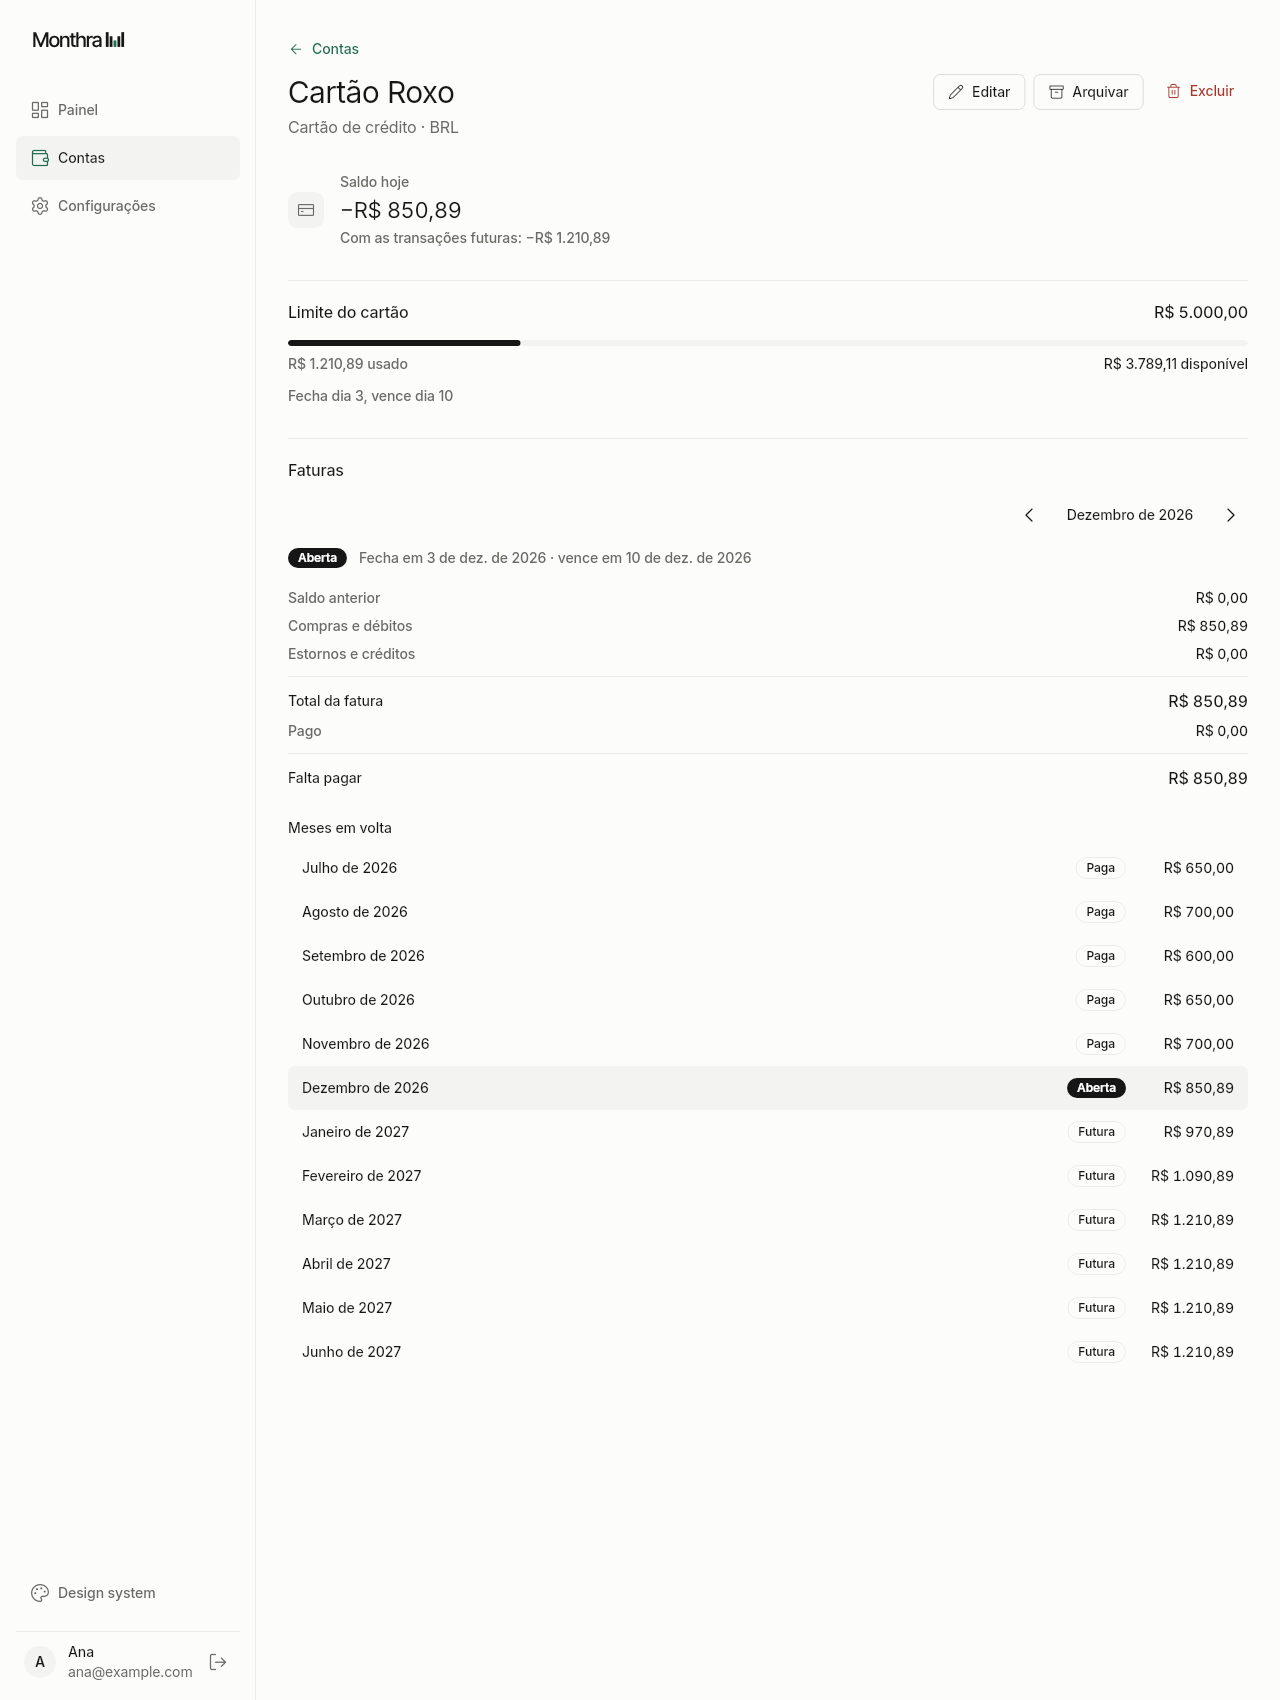 Monthra
Painel
Contas
Configurações
Design system
A
Ana
ana@example.com
Contas
Cartão Roxo
Cartão de crédito · BRL
Editar
Arquivar
Excluir
Saldo hoje
−R$ 850,89
Com as transações futuras: −R$ 1.210,89
Limite do cartão R$ 5.000,00
R$ 1.210,89 usado R$ 3.789,11 disponível
Fecha dia 3, vence dia 10
Faturas
Dezembro de 2026
Aberta Fecha em 3 de dez. de 2026 · vence em 10 de dez. de 2026
Saldo anterior R$ 0,00
Compras e débitos R$ 850,89
Estornos e créditos R$ 0,00
Total da fatura R$ 850,89
Pago R$ 0,00
Falta pagar R$ 850,89
Meses em volta
Julho de 2026 Paga R$ 650,00
Agosto de 2026 Paga R$ 700,00
Setembro de 2026 Paga R$ 600,00
Outubro de 2026 Paga R$ 650,00
Novembro de 2026 Paga R$ 700,00
Dezembro de 2026 Aberta R$ 850,89
Janeiro de 2027 Futura R$ 970,89
Fevereiro de 2027 Futura R$ 1.090,89
Março de 2027 Futura R$ 1.210,89
Abril de 2027 Futura R$ 1.210,89
Maio de 2027 Futura R$ 1.210,89
Junho de 2027 Futura R$ 1.210,89